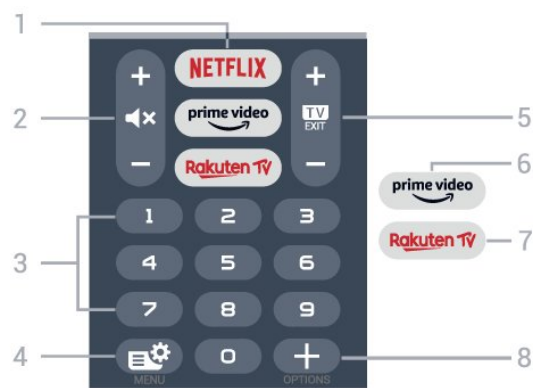 1
+ NETFLIX +
2 prime video TV EXIT 5
- Rakuten TV -
prime video 6
Rakuten TV 7
3
1 2 3
4 5 6
7 8 9
4 0 + 8
MENU OPTIONS